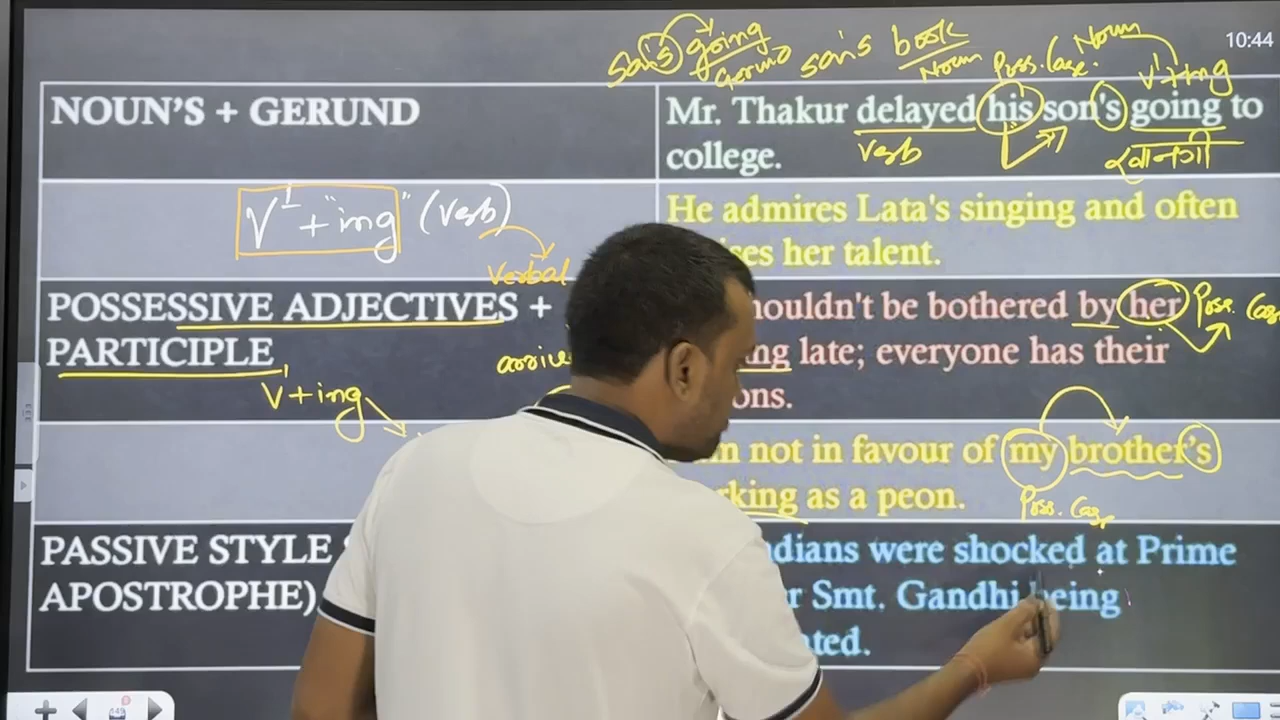 10:44
son's going son's book Noun
Gerund Noun Poss. Case. V¹+ing
NOUN'S + GERUND
Mr. Thakur delayed his son's going to
college.
verb रवानगी
V¹+"ing" (verb)
verbal
He admires Lata's singing and often
her talent.
POSSESSIVE ADJECTIVES +
PARTICIPLE
V¹+ing
be bothered by her Poss. Case
late; everyone has their
not in favour of my brother's
as a peon.
Poss. Case
PASSIVE STYLE
APOSTROPHE)
were shocked at Prime
Smt. Gandhi being